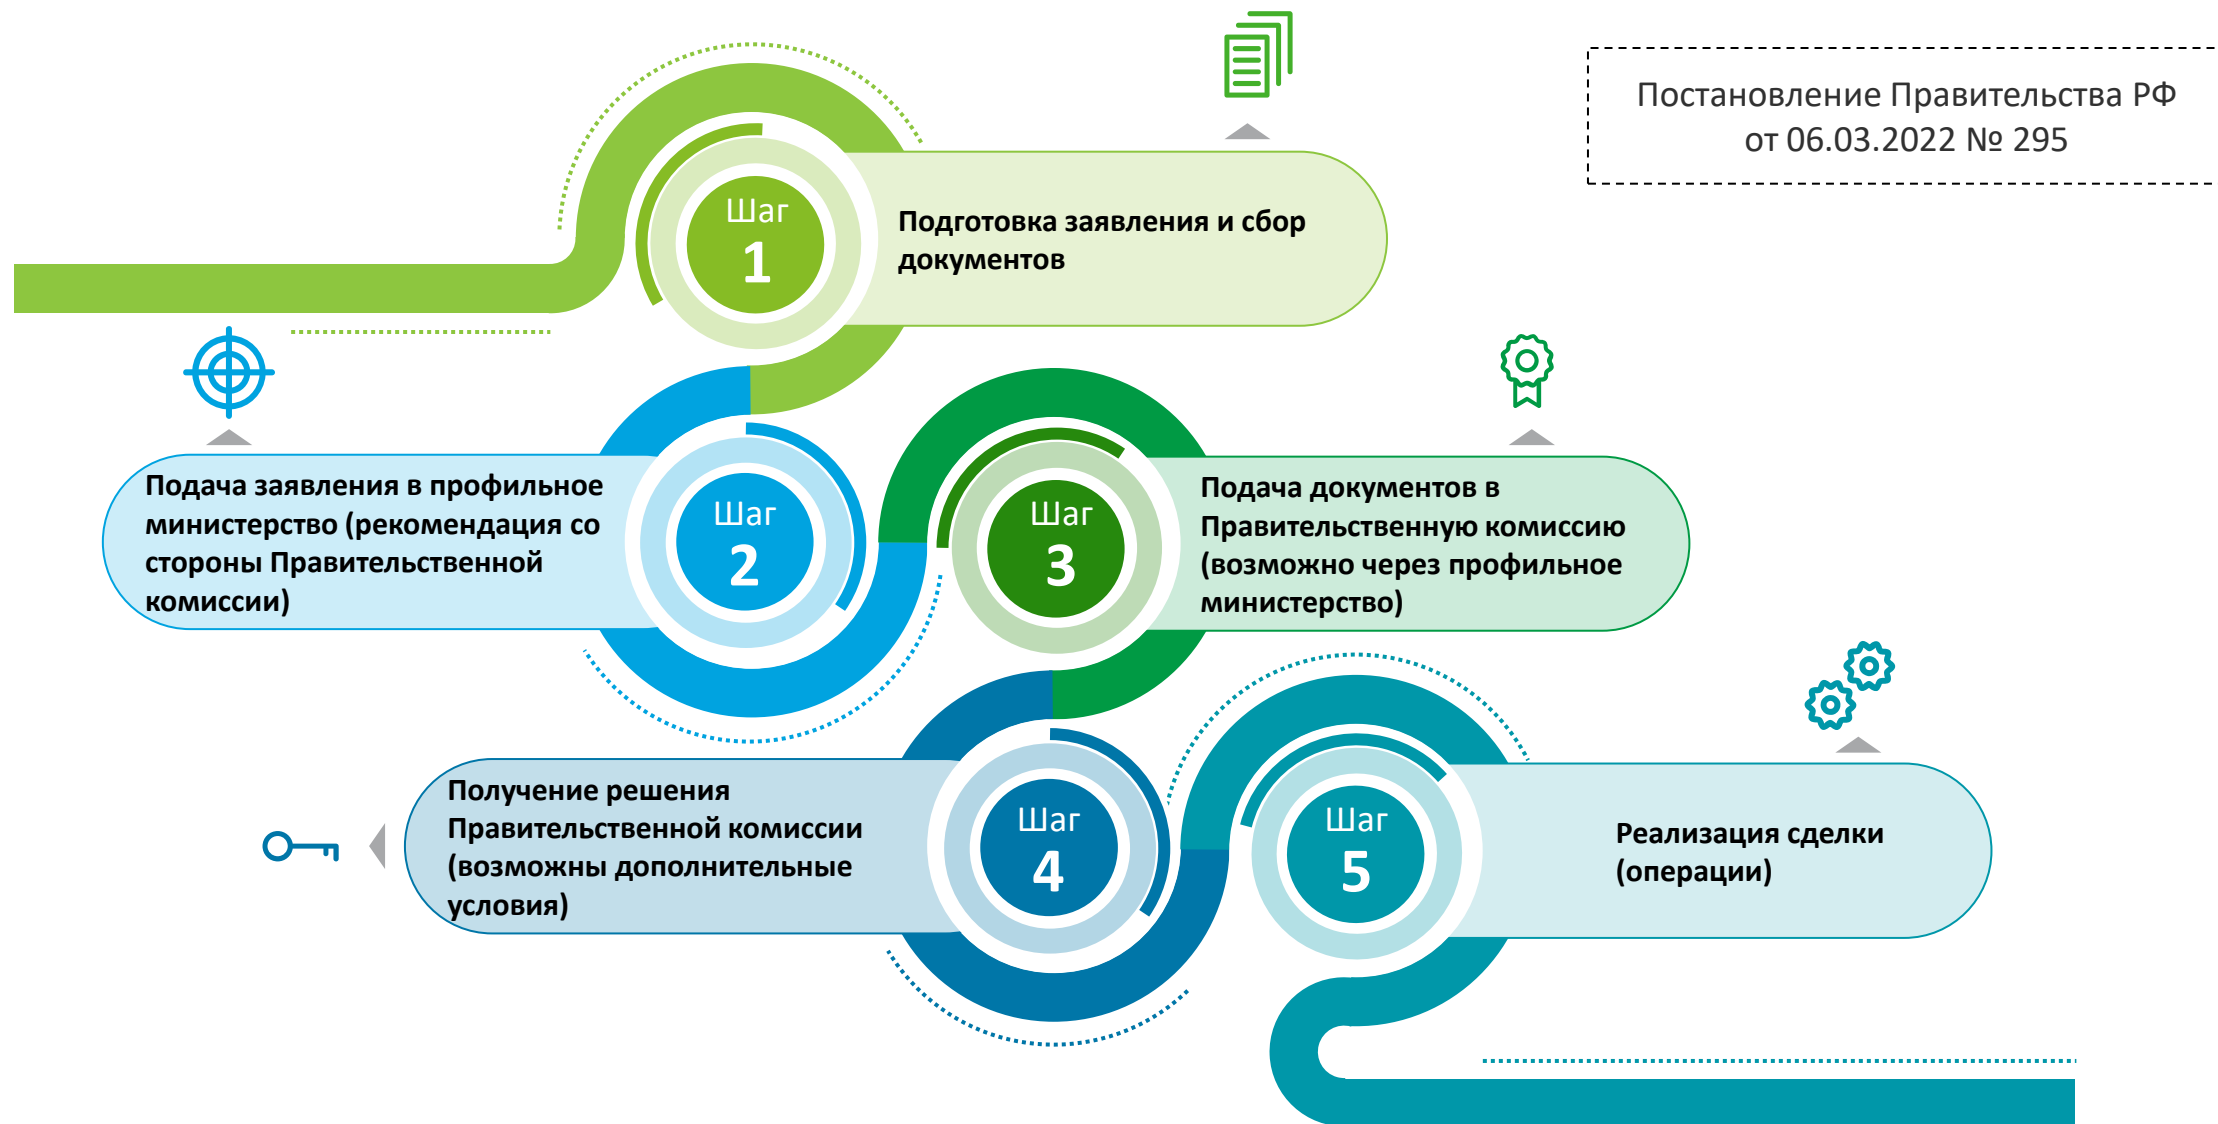 Постановление Правительства РФ
от 06.03.2022 № 295
Шаг
1
Подготовка заявления и сбор
документов
Шаг
2
Подача заявления в профильное
министерство (рекомендация со
стороны Правительственной
комиссии)
Шаг
3
Подача документов в
Правительственную комиссию
(возможно через профильное
министерство)
Шаг
4
Получение решения
Правительственной комиссии
(возможны дополнительные
условия)
Шаг
5
Реализация сделки
(операции)